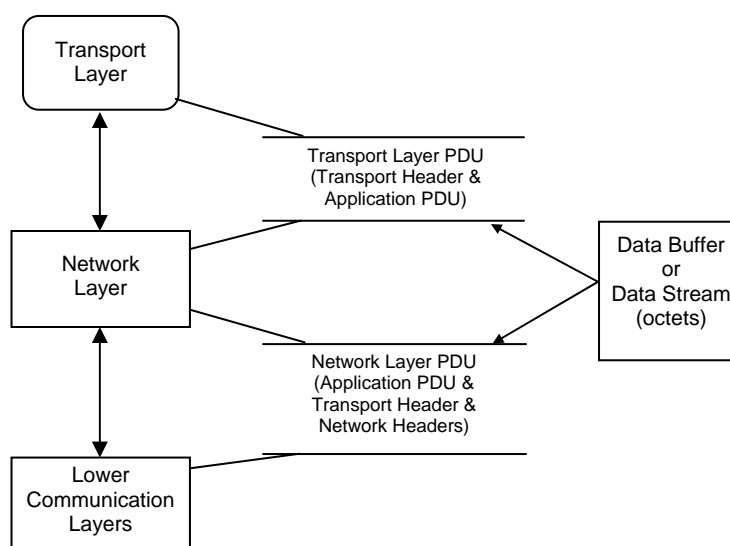 Transport
Layer
Transport Layer PDU
(Transport Header &
Application PDU)
Network
Layer
Data Buffer
or
Data Stream
(octets)
Network Layer PDU
(Application PDU &
Transport Header &
Network Headers)
Lower
Communication
Layers